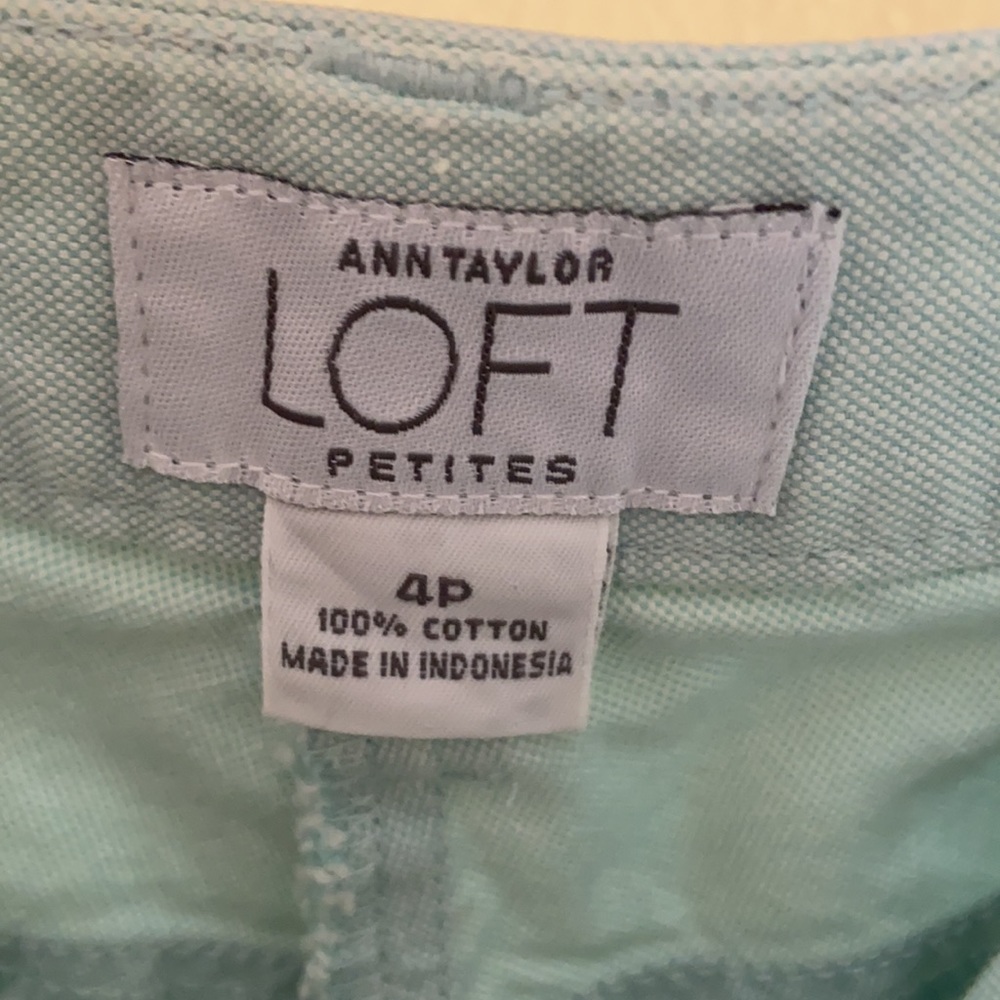 ANN TAYLOR
LOFT
PETITES
4P
100% COTTON
MADE IN INDONESIA